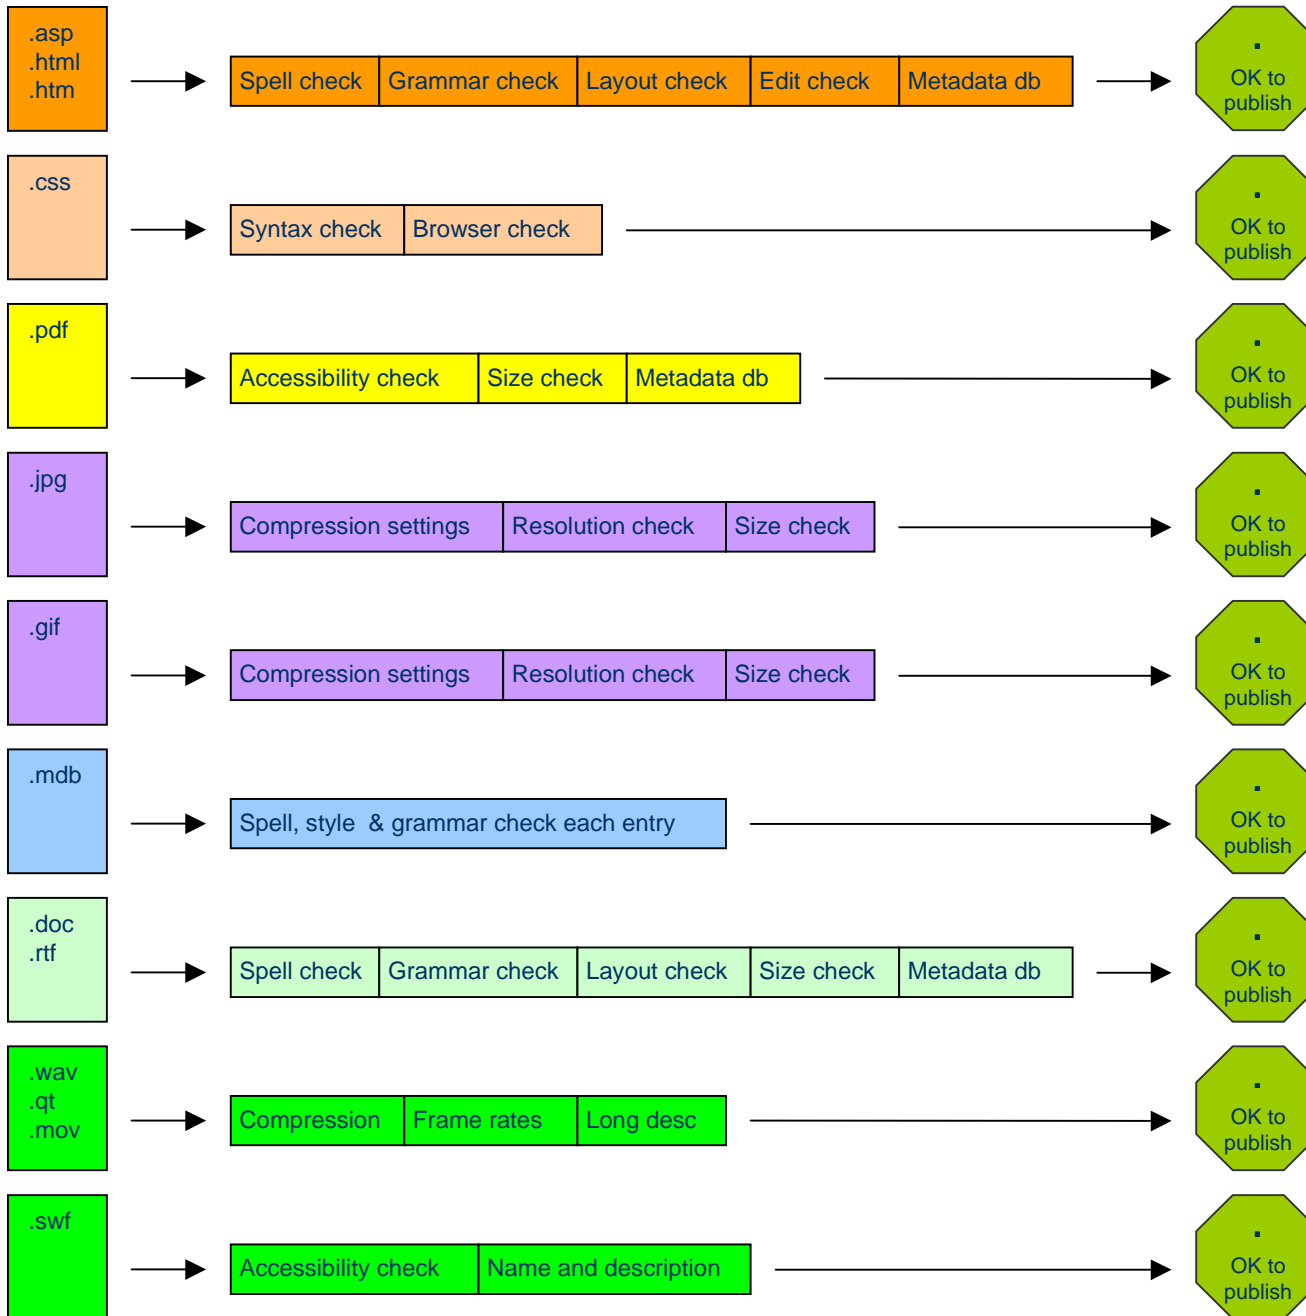 .asp
.html
.htm
Spell check Grammar check Layout check Edit check Metadata db
OK to
publish
.css
Syntax check Browser check
OK to
publish
.pdf
Accessibility check Size check Metadata db
OK to
publish
.jpg
Compression settings Resolution check Size check
OK to
publish
.gif
Compression settings Resolution check Size check
OK to
publish
.mdb
Spell, style & grammar check each entry
OK to
publish
.doc
.rtf
Spell check Grammar check Layout check Size check Metadata db
OK to
publish
.wav
.qt
.mov
Compression Frame rates Long desc
OK to
publish
.swf
Accessibility check Name and description
OK to
publish